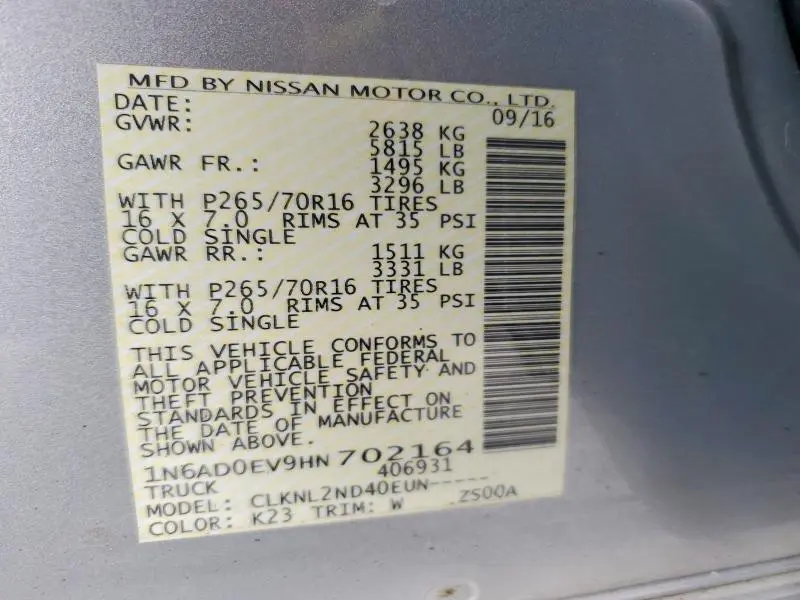 MFD BY NISSAN MOTOR CO., LTD.
DATE: 09/16
GVWR: 2638 KG
5815 LB
GAWR FR.: 1495 KG
3296 LB
WITH P265/70R16 TIRES
16 X 7.0 RIMS AT 35 PSI
COLD SINGLE
GAWR RR.: 1511 KG
3331 LB
WITH P265/70R16 TIRES
16 X 7.0 RIMS AT 35 PSI
COLD SINGLE
THIS VEHICLE CONFORMS TO
ALL APPLICABLE FEDERAL
MOTOR VEHICLE SAFETY AND
THEFT PREVENTION
STANDARDS IN EFFECT ON
THE DATE OF MANUFACTURE
SHOWN ABOVE.
1N6AD0EV9HN 702164
TRUCK 406931
MODEL: CLKNL2ND40EUN-----
COLOR: K23 TRIM: W ZS00A